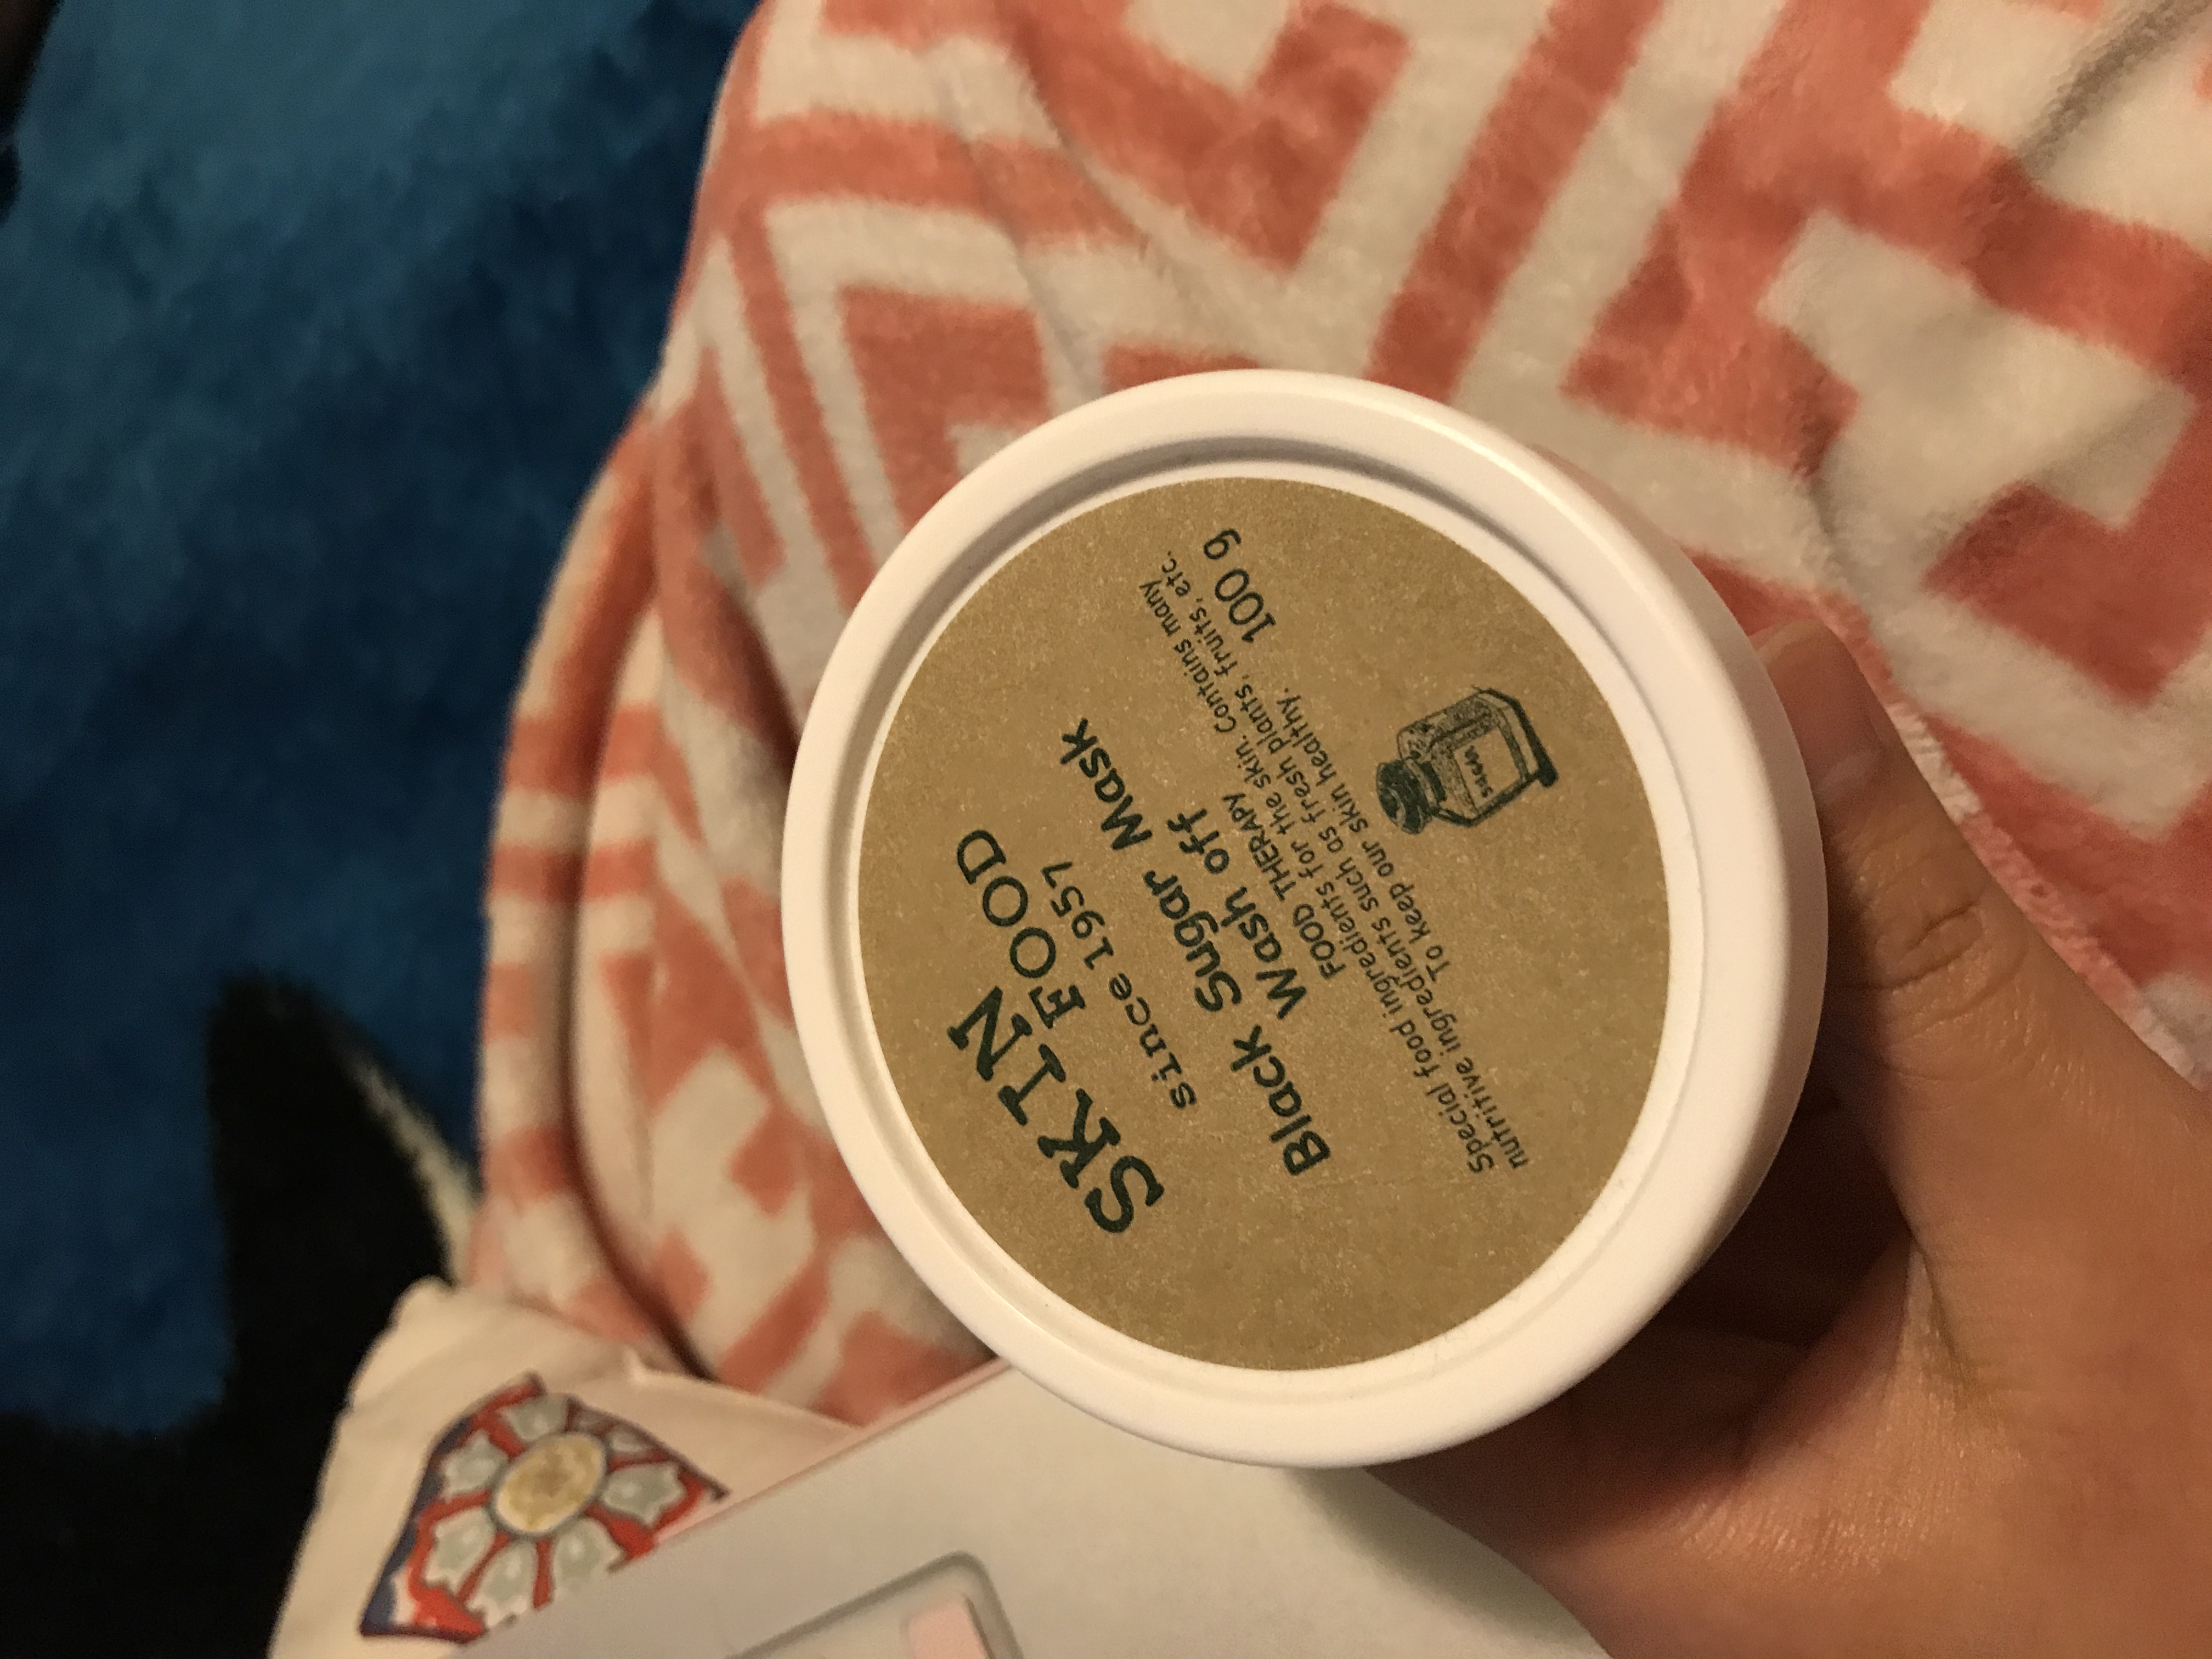 SKIN
FOOD
since 1957
Black Sugar Mask
Wash off
FOOD THERAPY
Special food ingredients for the skin. Contains many
nutritive ingredients such as fresh plants, fruits, etc.
To keep our skin healthy.
100 g
SUGAR